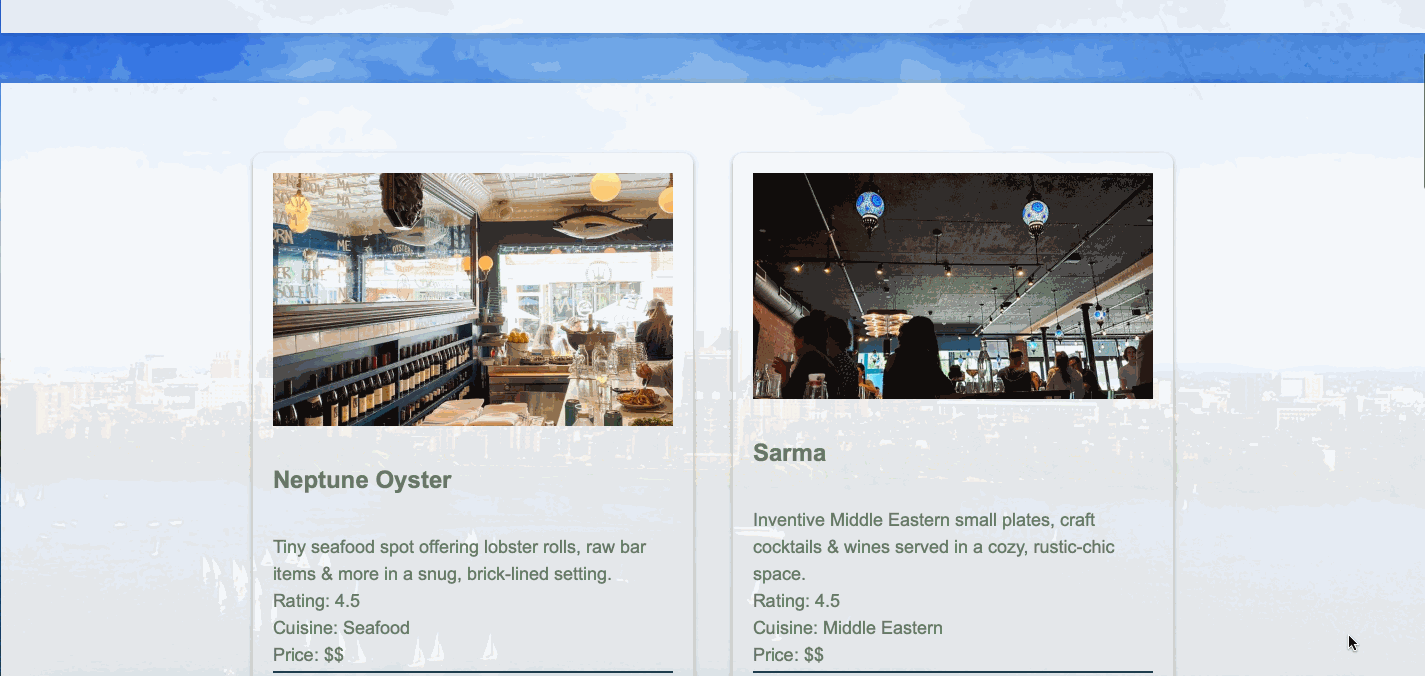 Neptune Oyster
Tiny seafood spot offering lobster rolls, raw bar
items & more in a snug, brick-lined setting.
Rating: 4.5
Cuisine: Seafood
Price: $$
Sarma
Inventive Middle Eastern small plates, craft
cocktails & wines served in a cozy, rustic-chic
space.
Rating: 4.5
Cuisine: Middle Eastern
Price: $$